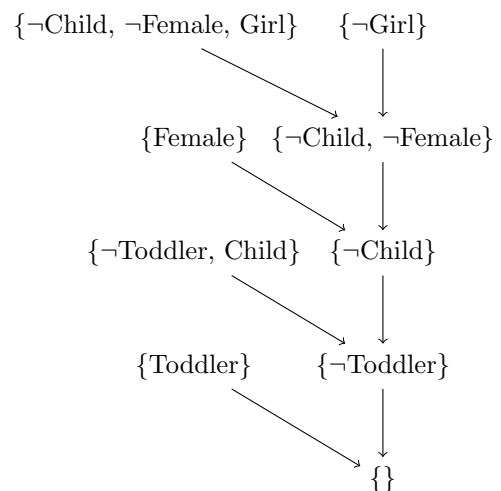 {¬Child, ¬Female, Girl} {¬Girl}
{Female} {¬Child, ¬Female}
{¬Toddler, Child} {¬Child}
{Toddler} {¬Toddler}
{}